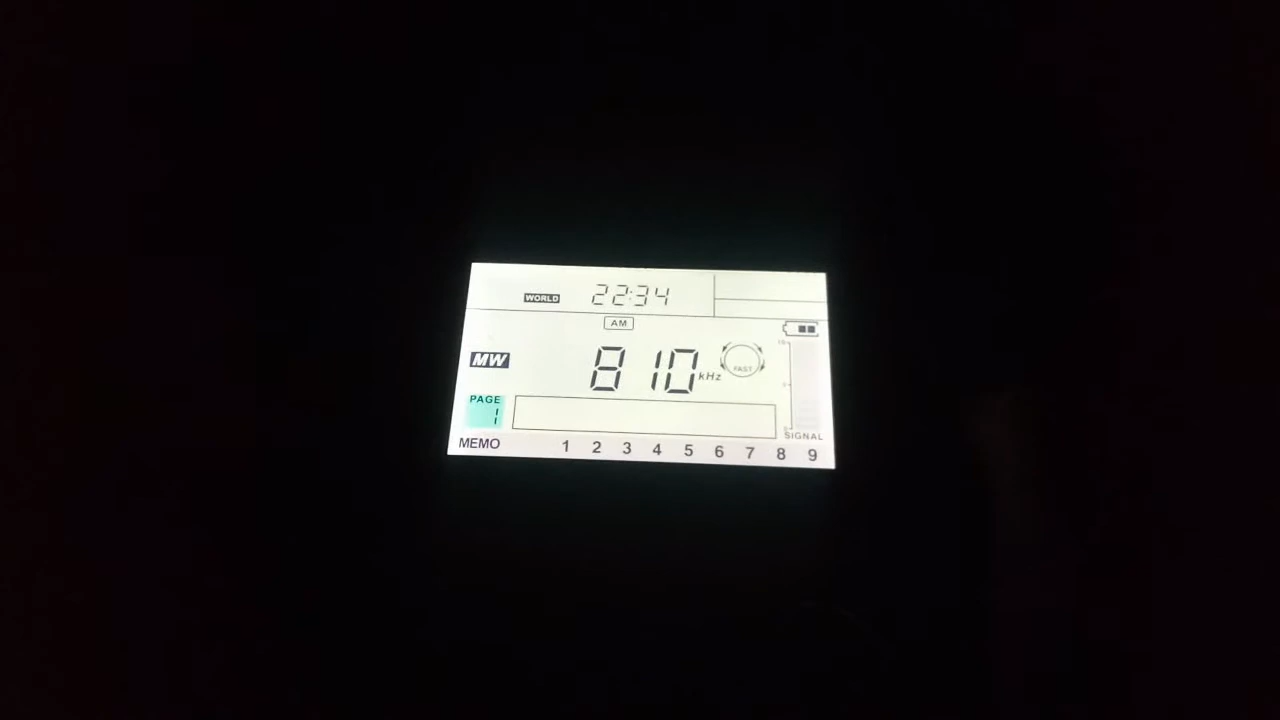 WORLD 22:34
AM
MW 810 kHz FAST
PAGE
11
SIGNAL
MEMO 1 2 3 4 5 6 7 8 9